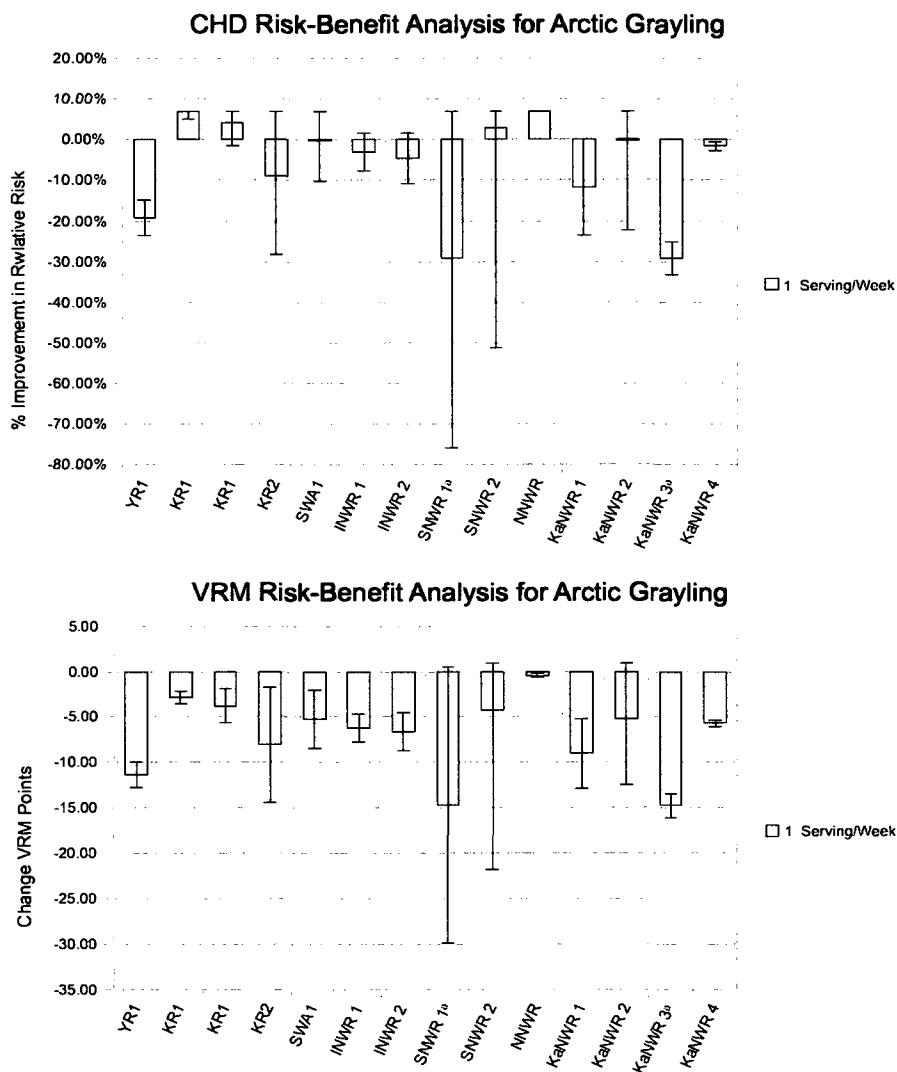 CHD Risk-Benefit Analysis for Arctic Grayling
20.00%
10.00%
0.00%
-10.00%
-20.00%
-30.00%
-40.00%
-50.00%
-60.00%
-70.00%
-80.00%
% Improvememt in Rwlative Risk
1 Serving/Week
YR1
KR1
KR1
KR2
SWA1
INWR 1
INWR 2
SNWR 1ª
SNWR 2
NNWR
KaNWR 1
KaNWR 2
KaNWR 3ª
KaNWR 4
VRM Risk-Benefit Analysis for Arctic Grayling
5.00
0.00
-5.00
-10.00
-15.00
-20.00
-25.00
-30.00
-35.00
Change VRM Points
1 Serving/Week
YR1
KR1
KR1
KR2
SWA1
INWR 1
INWR 2
SNWR 1ª
SNWR 2
NNWR
KaNWR 1
KaNWR 2
KaNWR 3ª
KaNWR 4